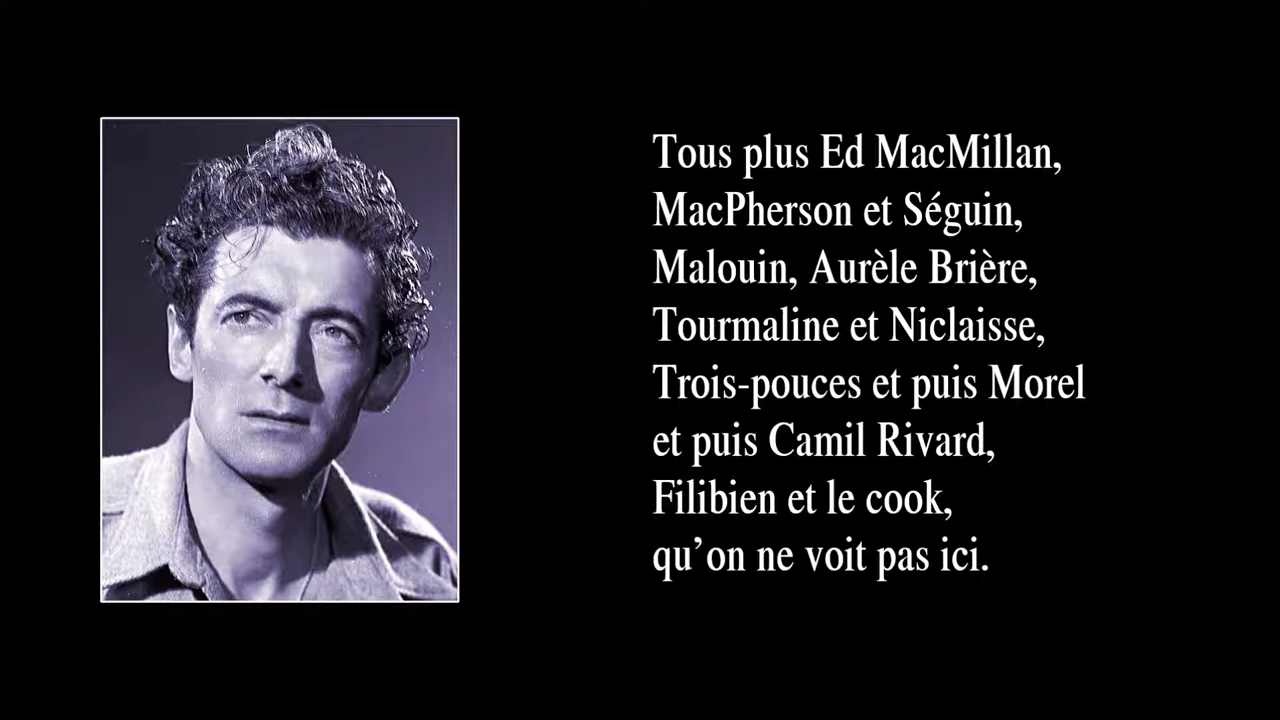 Tous plus Ed MacMillan,
MacPherson et Séguin,
Malouin, Aurèle Brière,
Tourmaline et Niclaisse,
Trois-pouces et puis Morel
et puis Camil Rivard,
Filibien et le cook,
qu’on ne voit pas ici.